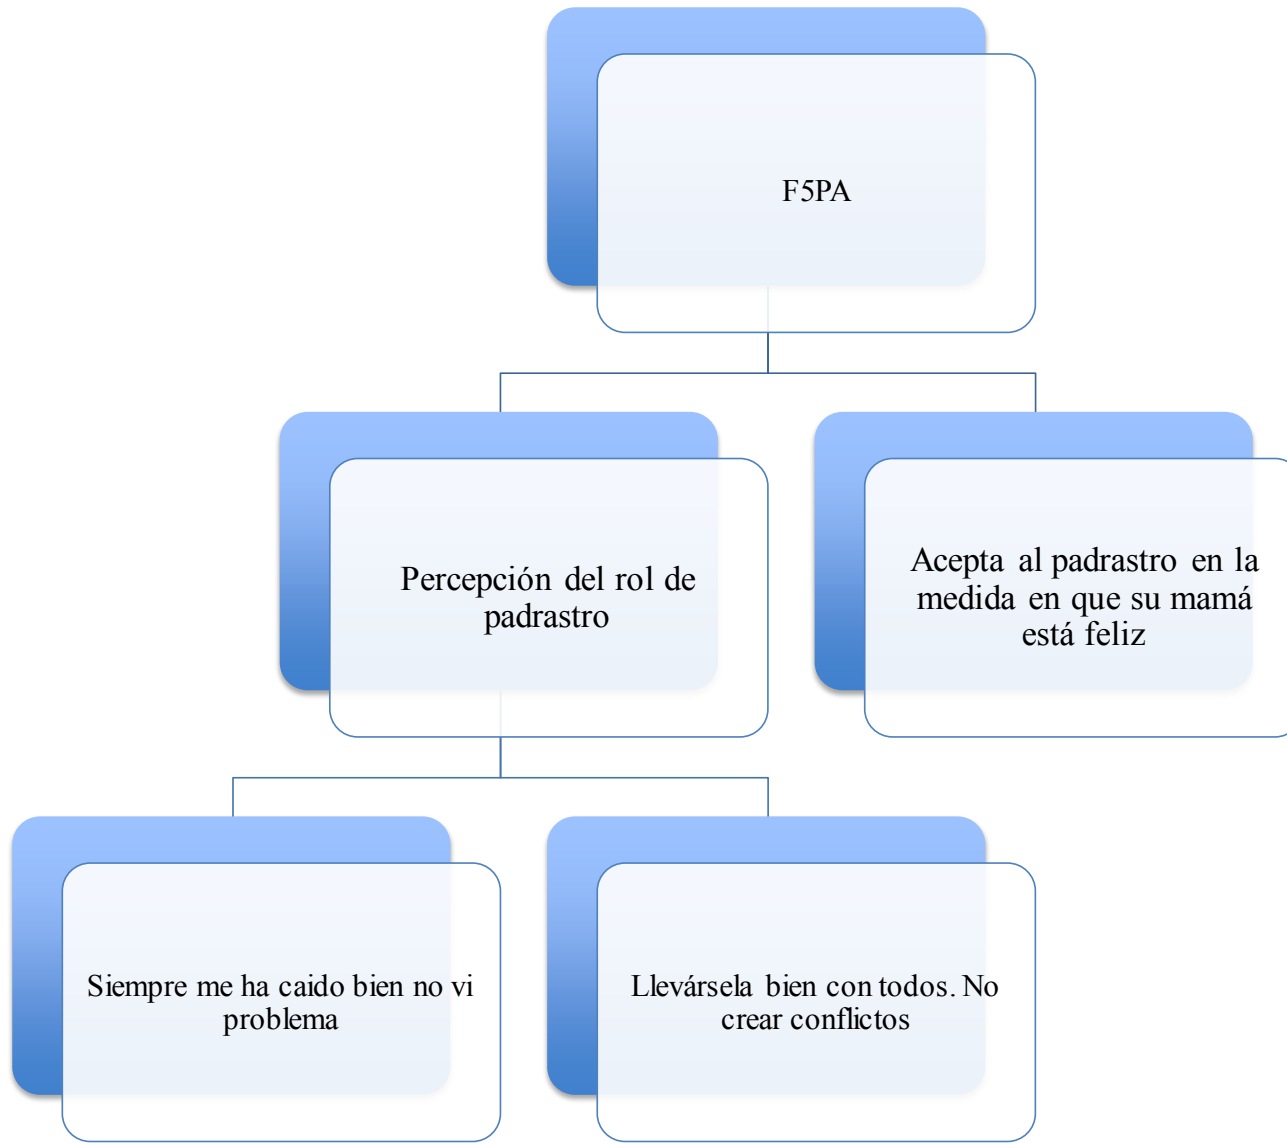 F5PA
Percepción del rol de
padrastro
Acepta al padrastro en la
medida en que su mamá
está feliz
Siempre me ha caido bien no vi
problema
Llevársela bien con todos. No
crear conflictos